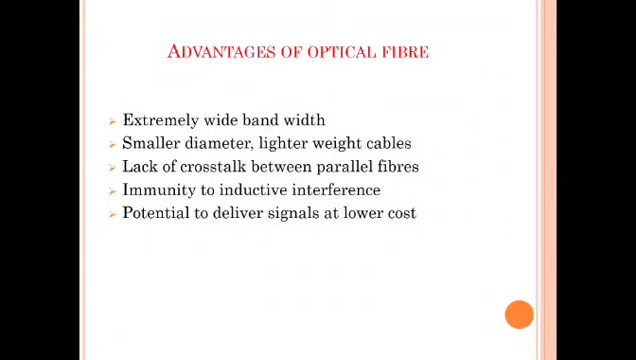 ADVANTAGES OF OPTICAL FIBRE
Extremely wide band width
Smaller diameter, lighter weight cables
Lack of crosstalk between parallel fibres
Immunity to inductive interference
Potential to deliver signals at lower cost